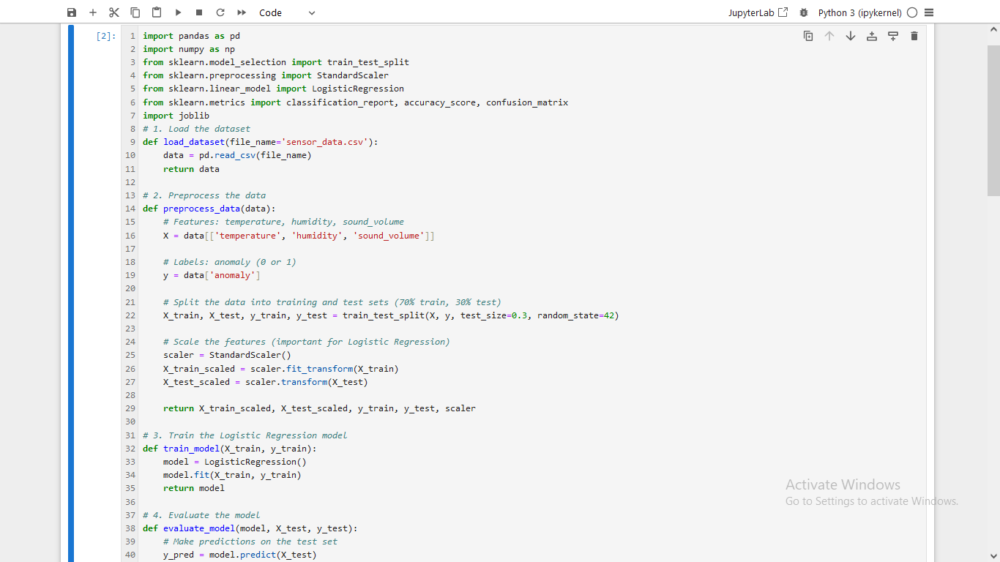 Code
JupyterLab
Python 3 (ipykernel)
[2]:
1 import pandas as pd
2 import numpy as np
3 from sklearn.model_selection import train_test_split
4 from sklearn.preprocessing import StandardScaler
5 from sklearn.linear_model import LogisticRegression
6 from sklearn.metrics import classification_report, accuracy_score, confusion_matrix
7 import joblib
8 # 1. Load the dataset
9 def load_dataset(file_name='sensor_data.csv'):
10     data = pd.read_csv(file_name)
11     return data
12
13 # 2. Preprocess the data
14 def preprocess_data(data):
15     # Features: temperature, humidity, sound_volume
16     X = data[['temperature', 'humidity', 'sound_volume']]
17
18     # Labels: anomaly (0 or 1)
19     y = data['anomaly']
20
21     # Split the data into training and test sets (70% train, 30% test)
22     X_train, X_test, y_train, y_test = train_test_split(X, y, test_size=0.3, random_state=42)
23
24     # Scale the features (important for Logistic Regression)
25     scaler = StandardScaler()
26     X_train_scaled = scaler.fit_transform(X_train)
27     X_test_scaled = scaler.transform(X_test)
28
29     return X_train_scaled, X_test_scaled, y_train, y_test, scaler
30
31 # 3. Train the Logistic Regression model
32 def train_model(X_train, y_train):
33     model = LogisticRegression()
34     model.fit(X_train, y_train)
35     return model
36
37 # 4. Evaluate the model
38 def evaluate_model(model, X_test, y_test):
39     # Make predictions on the test set
40     y_pred = model.predict(X_test)
Activate Windows
Go to Settings to activate Windows.